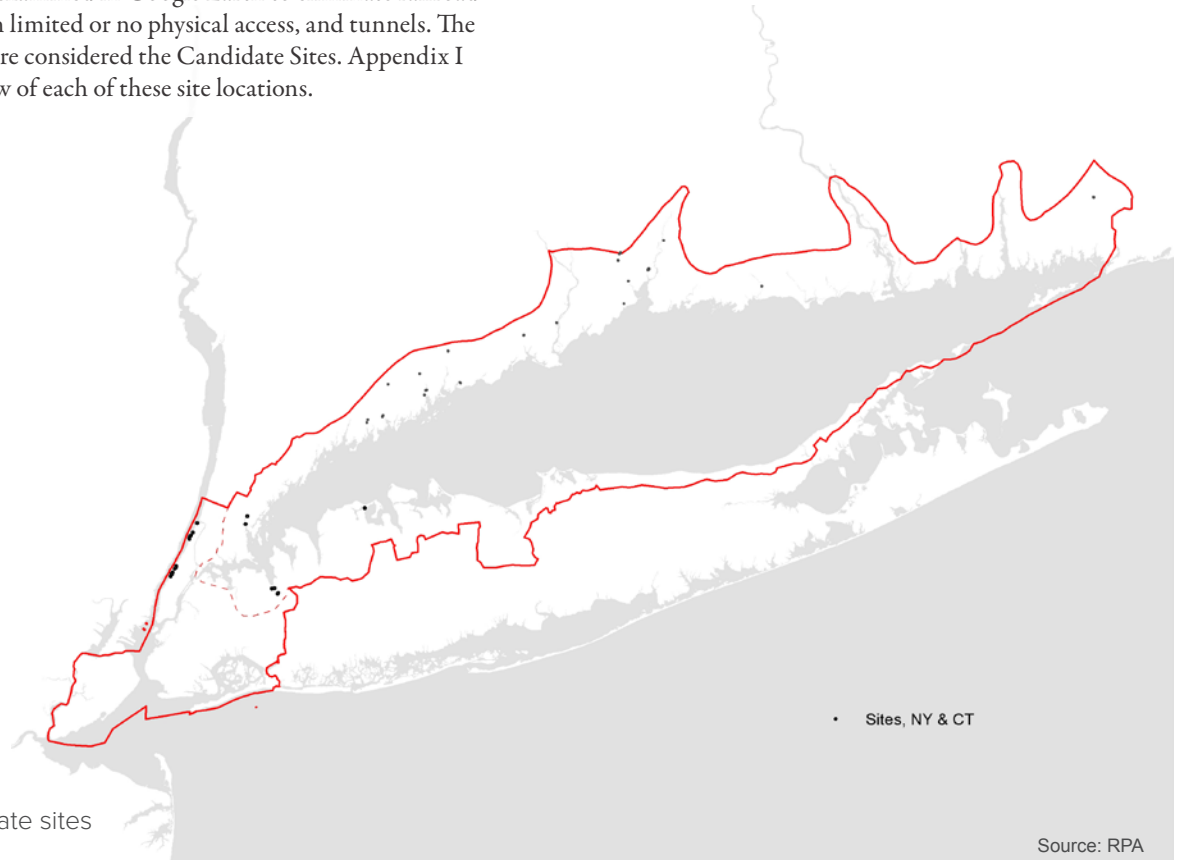 limited or no physical access, and tunnels. The
re considered the Candidate Sites. Appendix I
of each of these site locations.
Sites, NY & CT
ate sites
Source: RPA